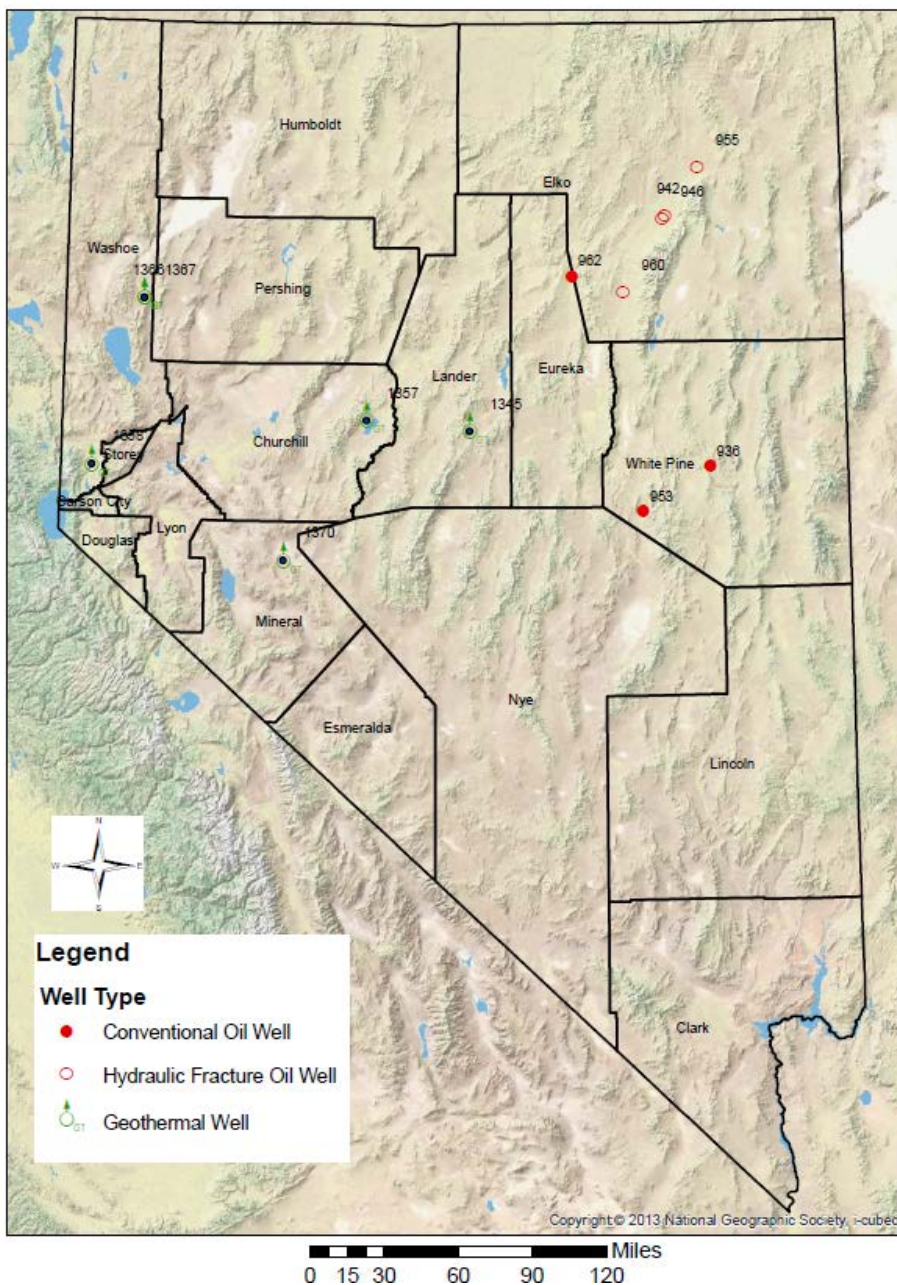 Humboldt
955
Elko
942
946
Washoe
1366
1367
962
960
Pershing
Lander
Eureka
1357
1345
Churchill
Storey
936
White Pine
953
Carson City
Lyon
Douglas
1370
Mineral
Nye
Esmeralda
Lincoln
N
W
E
S
Legend
Well Type
Conventional Oil Well
Hydraulic Fracture Oil Well
GT
Geothermal Well
Clark
Copyright:© 2013 National Geographic Society, i-cubed
Miles
0 15 30 60 90 120